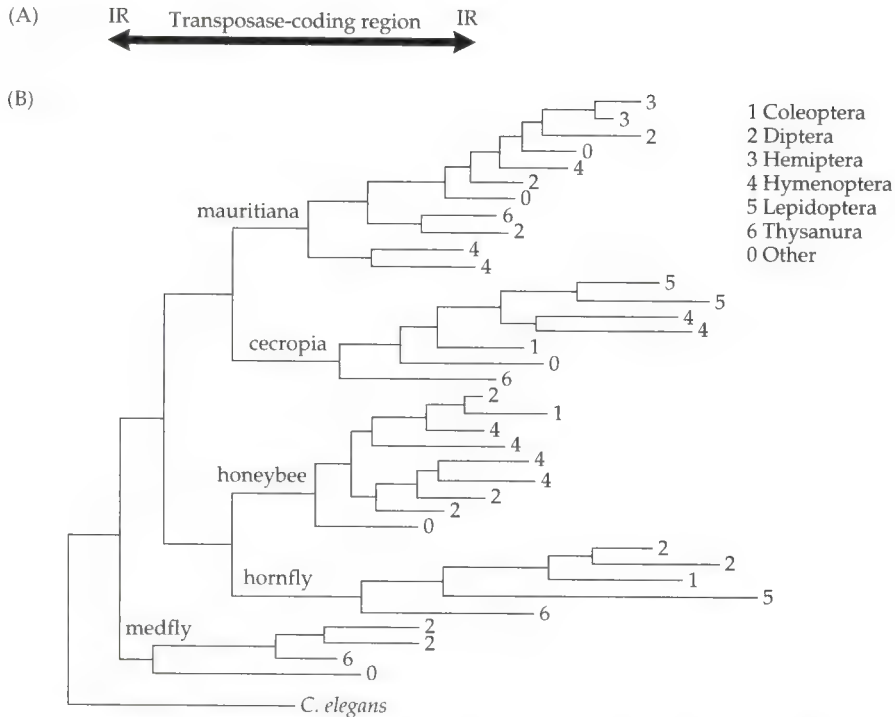 (A)
IR Transposase-coding region IR
(B)
1 Coleoptera
2 Diptera
3 Hemiptera
4 Hymenoptera
5 Lepidoptera
6 Thysanura
0 Other
mauritiana
3
3
2
0
4
2
0
6
2
4
4
cecropia
5
5
4
4
1
0
6
honeybee
2
1
4
4
4
4
2
2
0
hornfly
2
2
1
5
6
medfly
2
2
6
0
C. elegans